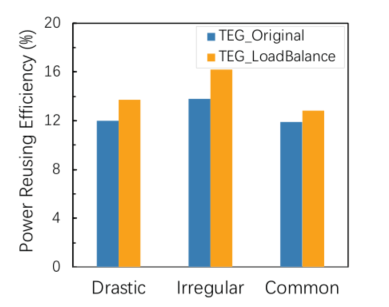 Power Reusing Efficiency (%)
20
16
12
8
4
0
TEG_Original
TEG_LoadBalance
Drastic Irregular Common